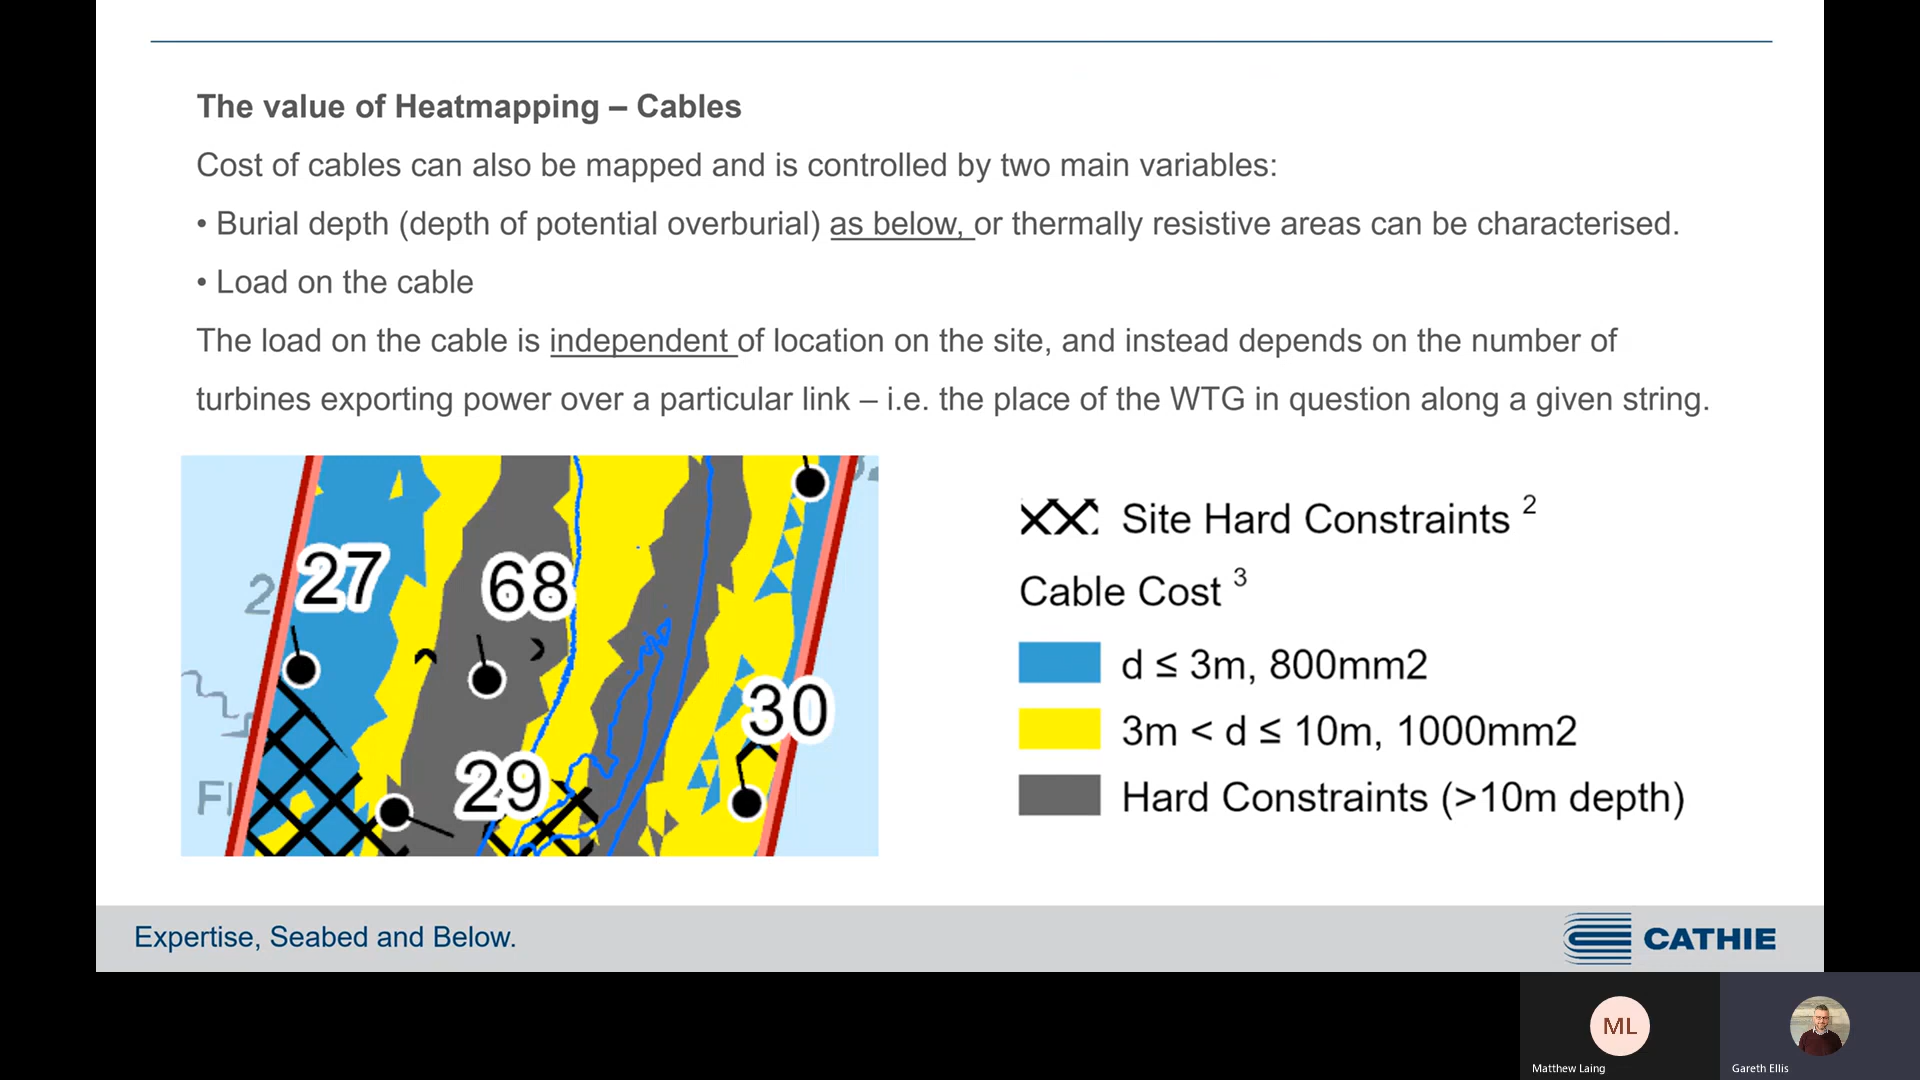 The value of Heatmapping – Cables
Cost of cables can also be mapped and is controlled by two main variables:
• Burial depth (depth of potential overburial) as below, or thermally resistive areas can be characterised.
• Load on the cable
The load on the cable is independent of location on the site, and instead depends on the number of
turbines exporting power over a particular link – i.e. the place of the WTG in question along a given string.
27
68
2
30
29
Fl
Site Hard Constraints 2
Cable Cost 3
d ≤ 3m, 800mm2
3m < d ≤ 10m, 1000mm2
Hard Constraints (>10m depth)
Expertise, Seabed and Below.
CATHIE
ML
Matthew Laing
Gareth Ellis